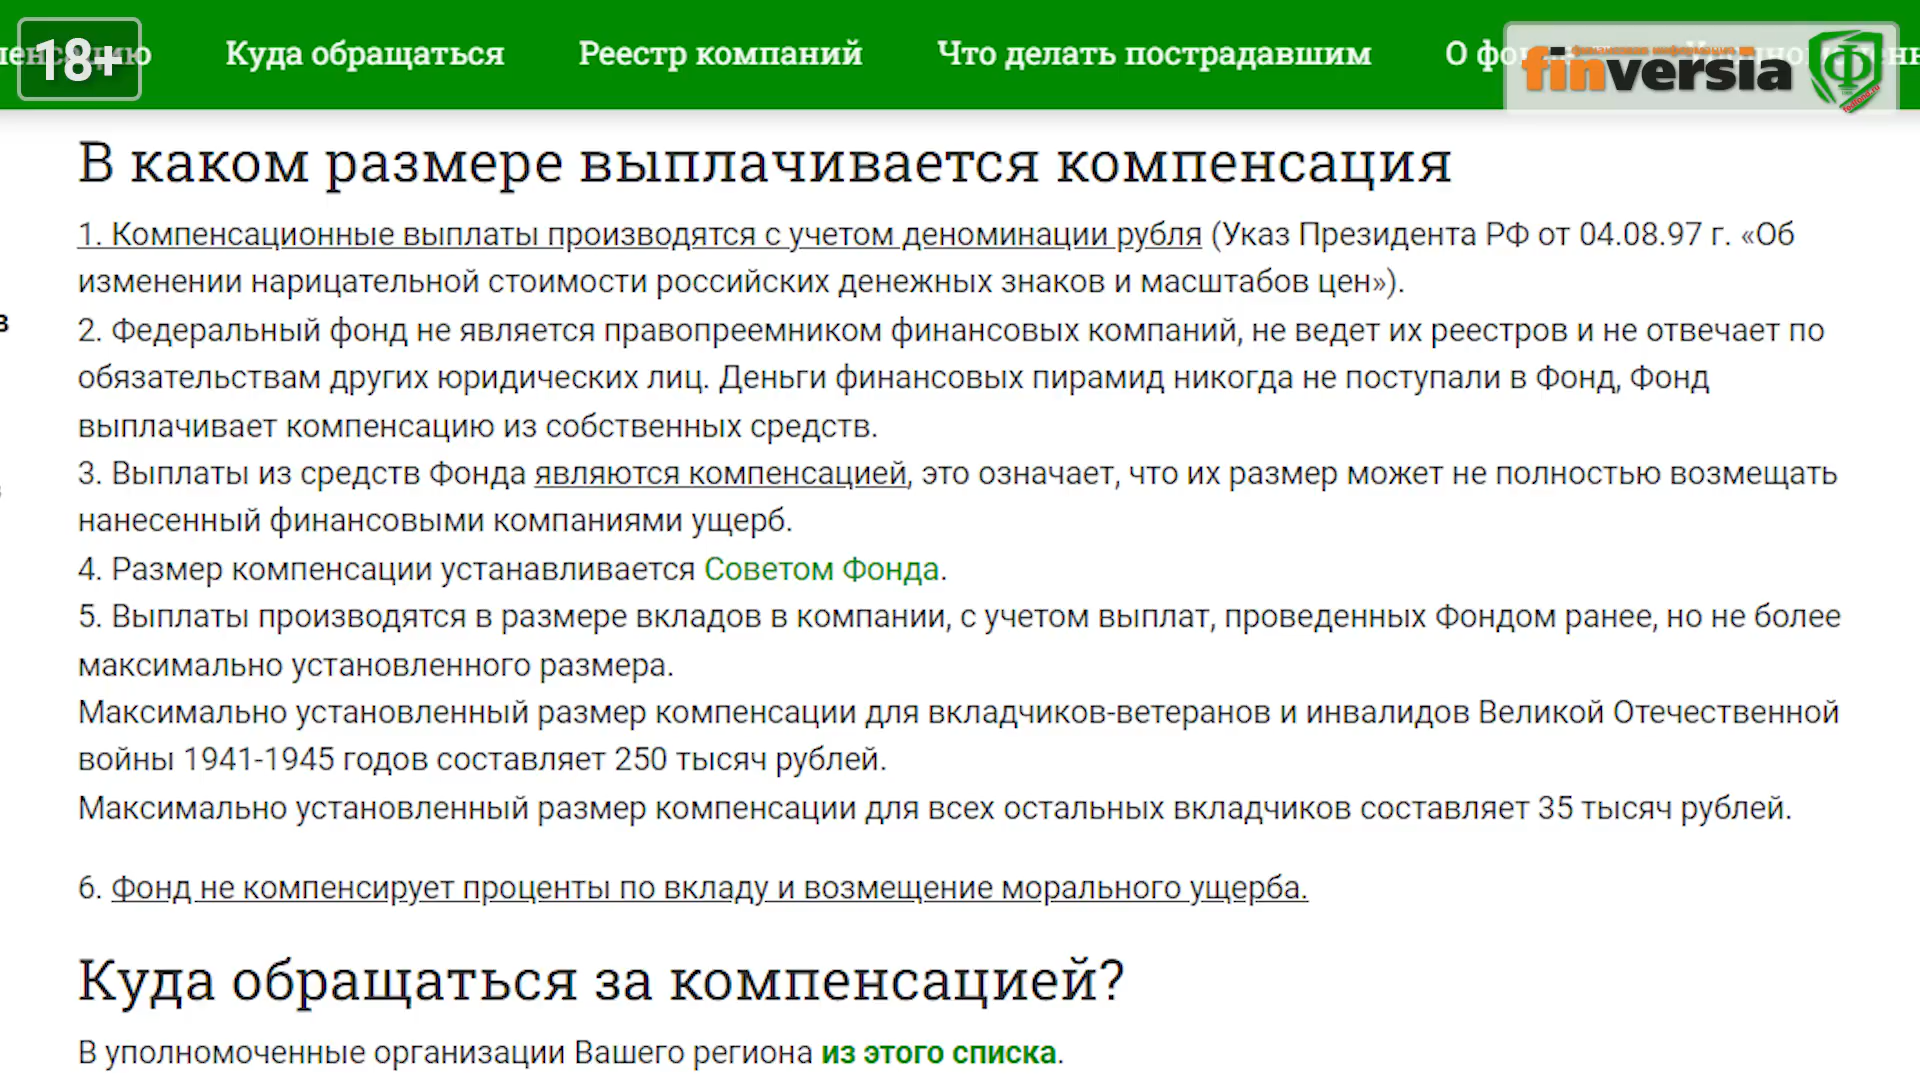 18+
Куда обращаться
Реестр компаний
Что делать пострадавшим
О
finversia
В каком размере выплачивается компенсация
1. Компенсационные выплаты производятся с учетом деноминации рубля (Указ Президента РФ от 04.08.97 г. «Об
изменении нарицательной стоимости российских денежных знаков и масштабов цен»).
2. Федеральный фонд не является правопреемником финансовых компаний, не ведет их реестров и не отвечает по
обязательствам других юридических лиц. Деньги финансовых пирамид никогда не поступали в Фонд, Фонд
выплачивает компенсацию из собственных средств.
3. Выплаты из средств Фонда являются компенсацией, это означает, что их размер может не полностью возмещать
нанесенный финансовыми компаниями ущерб.
4. Размер компенсации устанавливается Советом Фонда.
5. Выплаты производятся в размере вкладов в компании, с учетом выплат, проведенных Фондом ранее, но не более
максимально установленного размера.
Максимально установленный размер компенсации для вкладчиков-ветеранов и инвалидов Великой Отечественной
войны 1941-1945 годов составляет 250 тысяч рублей.
Максимально установленный размер компенсации для всех остальных вкладчиков составляет 35 тысяч рублей.
6. Фонд не компенсирует проценты по вкладу и возмещение морального ущерба.
Куда обращаться за компенсацией?
В уполномоченные организации Вашего региона из этого списка.